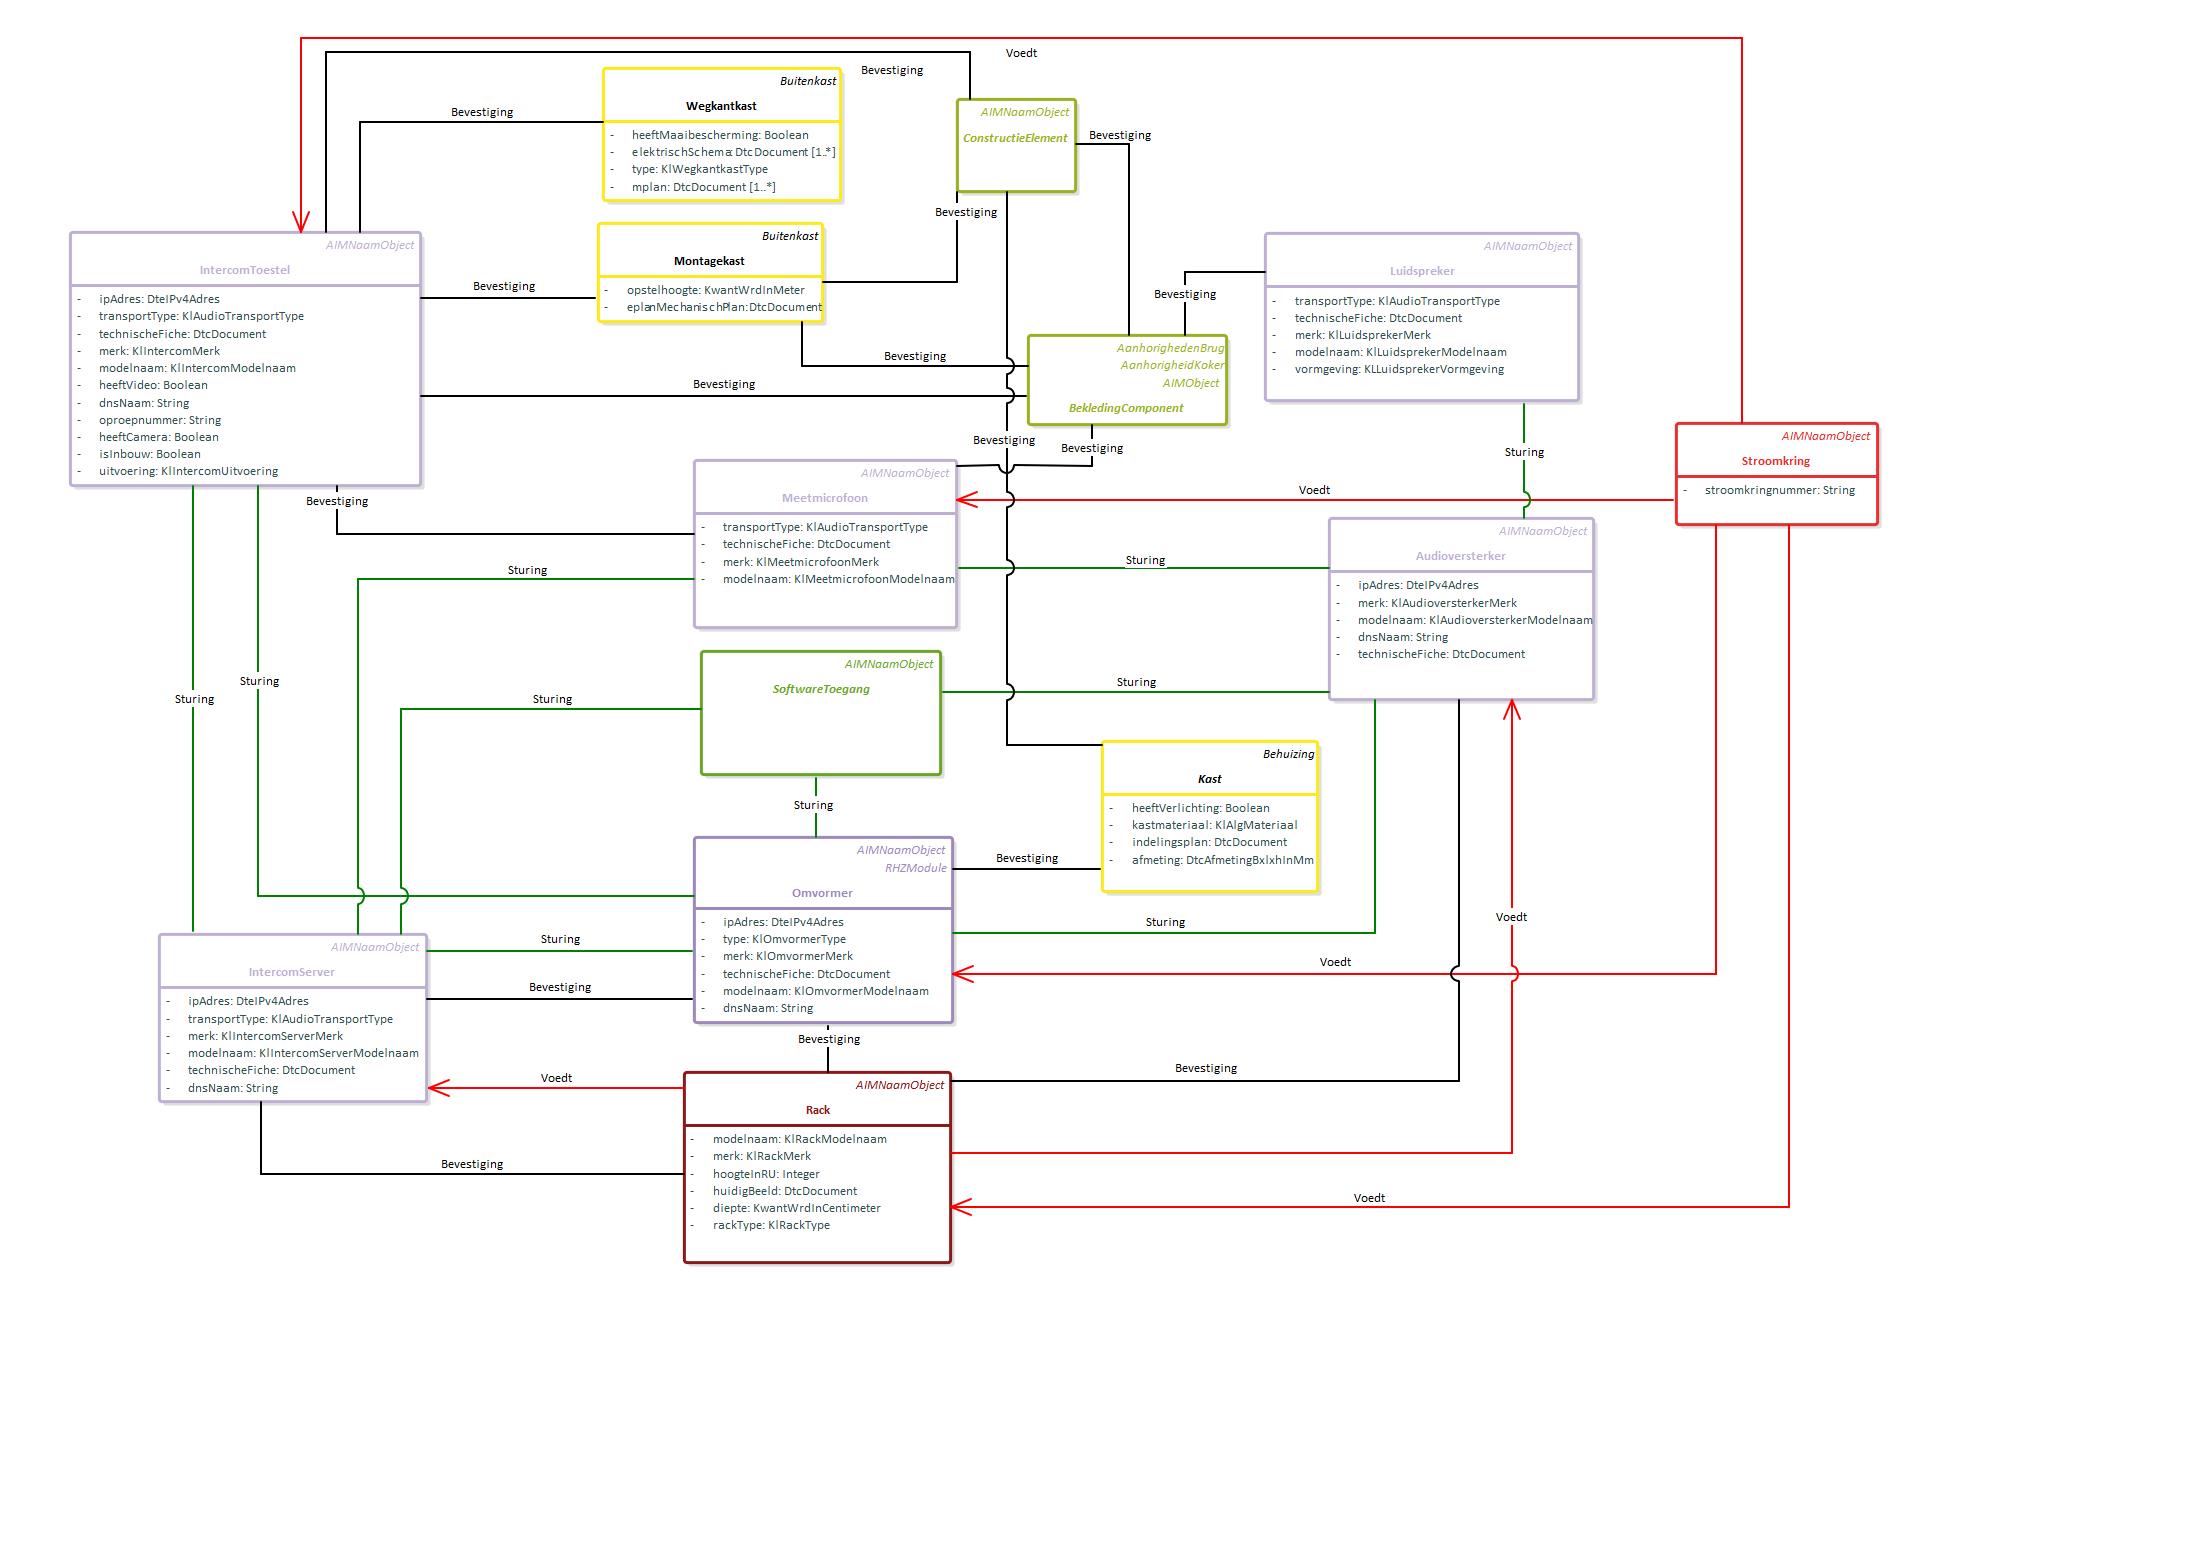 Voedt
Bevestiging
Buitenkast
Wegkantkast
- heeftMaaibescherming: Boolean
- elektrischSchema: DtcDocument [1..*]
- type: KlWegkantkastType
- mplan: DtcDocument [1..*]
Bevestiging
AIMNaamObject
ConstructieElement
Bevestiging
Bevestiging
Buitenkast
Montagekast
- opstelhoogte: KwantWrdInMeter
- eplanMechanischPlan: DtcDocument
AIMNaamObject
IntercomToestel
- ipAdres: DteIPv4Adres
- transportType: KlAudioTransportType
- technischeFiche: DtcDocument
- merk: KlIntercomMerk
- modelnaam: KlIntercomModelnaam
- heeftVideo: Boolean
- dnsNaam: String
- oproepnummer: String
- heeftCamera: Boolean
- isInbouw: Boolean
- uitvoering: KlIntercomUitvoering
Bevestiging
AIMNaamObject
Luidspreker
- transportType: KlAudioTransportType
- technischeFiche: DtcDocument
- merk: KlLuidsprekerMerk
- modelnaam: KlLuidsprekerModelnaam
- vormgeving: KLLuidsprekerVormgeving
Bevestiging
Bevestiging
Bevestiging
AanhorighedenBrug
AanhorigheidKoker
AIMObject
BekledingComponent
Bevestiging
Bevestiging
Sturing
AIMNaamObject
Stroomkring
- stroomkringnummer: String
AIMNaamObject
Meetmicrofoon
- transportType: KlAudioTransportType
- technischeFiche: DtcDocument
- merk: KlMeetmicrofoonMerk
- modelnaam: KlMeetmicrofoonModelnaam
Voedt
Bevestiging
Sturing
Sturing
AIMNaamObject
Audioversterker
- ipAdres: DteIPv4Adres
- merk: KlAudioversterkerMerk
- modelnaam: KlAudioversterkerModelnaam
- dnsNaam: String
- technischeFiche: DtcDocument
AIMNaamObject
SoftwareToegang
Sturing
Sturing
Sturing
Sturing
Sturing
Behuizing
Kast
- heeftVerlichting: Boolean
- kastmateriaal: KlAlgMateriaal
- indelingsplan: DtcDocument
- afmeting: DtcAfmetingBxlxhInMm
AIMNaamObject
RHZModule
Omvormer
- ipAdres: DteIPv4Adres
- type: KlOmvormerType
- merk: KlOmvormerMerk
- technischeFiche: DtcDocument
- modelnaam: KlOmvormerModelnaam
- dnsNaam: String
Bevestiging
Sturing
Voedt
Voedt
AIMNaamObject
IntercomServer
- ipAdres: DteIPv4Adres
- transportType: KlAudioTransportType
- merk: KlIntercomServerMerk
- modelnaam: KlIntercomServerModelnaam
- technischeFiche: DtcDocument
- dnsNaam: String
Sturing
Bevestiging
Bevestiging
Voedt
Bevestiging
AIMNaamObject
Rack
- modelnaam: KlRackModelnaam
- merk: KlRackMerk
- hoogteInRU: Integer
- huidigBeeld: DtcDocument
- diepte: KwantWrdInCentimeter
- rackType: KlRackType
Bevestiging
Voedt